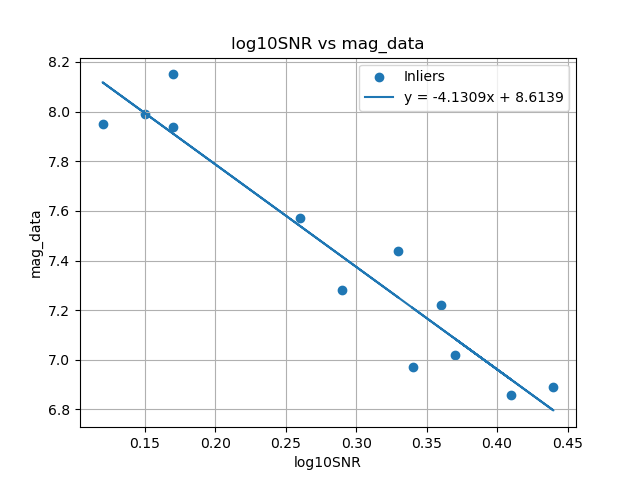 log10SNR vs mag_data
Inliers
y = -4.1309x + 8.6139
8.2
8.0
7.8
7.6
7.4
7.2
7.0
6.8
mag_data
0.15 0.20 0.25 0.30 0.35 0.40 0.45
log10SNR